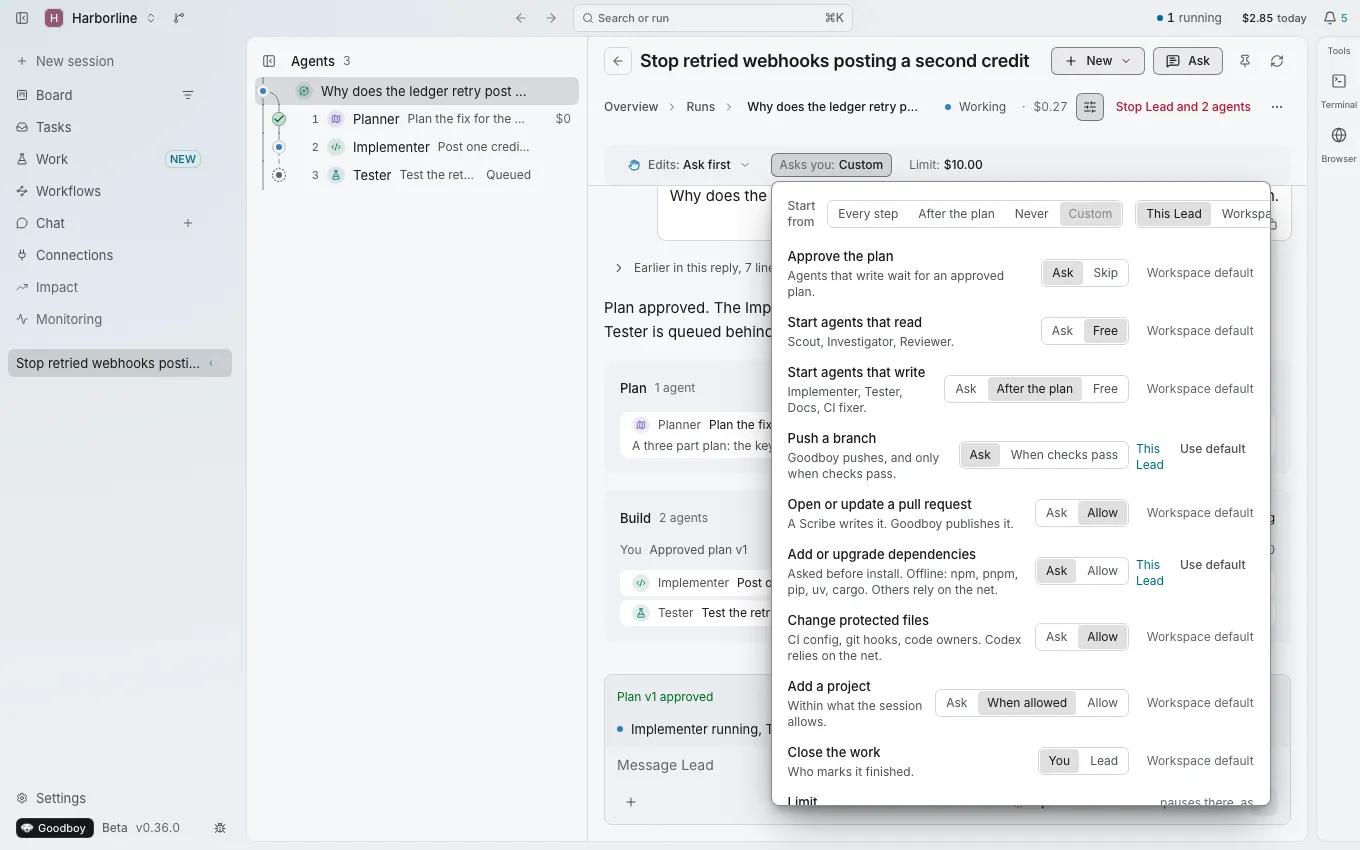 H Harborline
Search or run ⌘K
1 running $2.85 today 5
New session
Board
Tasks
Work NEW
Workflows
Chat
Connections
Impact
Monitoring
Stop retried webhooks posti...
Settings
Goodboy Beta v0.36.0
Agents 3
Why does the ledger retry post ...
1 Planner Plan the fix for the ... $0
2 Implementer Post one credi...
3 Tester Test the ret... Queued
Stop retried webhooks posting a second credit
New Ask
Overview Runs Why does the ledger retry p... Working · $0.27 Stop Lead and 2 agents
Edits: Ask first Asks you: Custom Limit: $10.00
Why does the
Earlier in this reply, 7 line
Plan approved. The Imp
Tester is queued behind
Plan 1 agent
Planner Plan the fix
A three part plan: the key
Build 2 agents
You Approved plan v1
Implementer Post o
Tester Test the retr
Plan v1 approved
Implementer running, T
Message Lead
Start from
Every step After the plan Never Custom This Lead Workspa
Approve the plan
Agents that write wait for an approved
plan.
Ask Skip Workspace default
Start agents that read
Scout, Investigator, Reviewer.
Ask Free Workspace default
Start agents that write
Implementer, Tester,
Docs, CI fixer.
Ask After the plan Free Workspace default
Push a branch
Goodboy pushes, and only
when checks pass.
Ask When checks pass This Lead Use default
Open or update a pull request
A Scribe writes it. Goodboy publishes it.
Ask Allow Workspace default
Add or upgrade dependencies
Asked before install. Offline: npm, pnpm,
pip, uv, cargo. Others rely on the net.
Ask Allow This Lead Use default
Change protected files
CI config, git hooks, code owners. Codex
relies on the net.
Ask Allow Workspace default
Add a project
Within what the session
allows.
Ask When allowed Allow Workspace default
Close the work
Who marks it finished.
You Lead Workspace default
Limit pauses there, as
Tools
Terminal
Browser